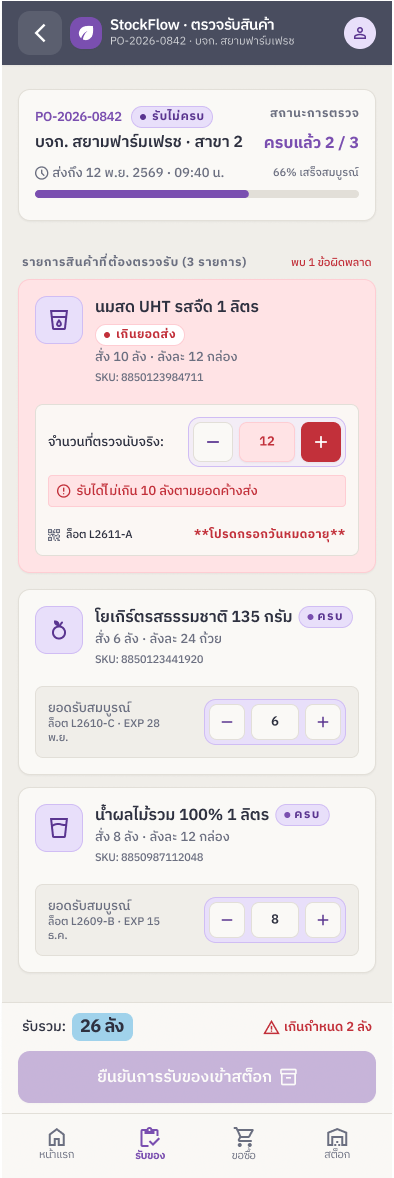 StockFlow · ตรวจรับสินค้า
PO-2026-0842 · บจก. สยามฟาร์มเฟรช
PO-2026-0842
รับไม่ครบ
สถานะการตรวจ
บจก. สยามฟาร์มเฟรช · สาขา 2
ครบแล้ว 2 / 3
ส่งถึง 12 พ.ย. 2569 · 09:40 น.
66% เสร็จสมบูรณ์
รายการสินค้าที่ต้องตรวจรับ (3 รายการ)
พบ 1 ข้อผิดพลาด
นมสด UHT รสจืด 1 ลิตร
เกินยอดส่ง
สั่ง 10 ลัง · ลังละ 12 กล่อง
SKU: 8850123984711
จำนวนที่ตรวจนับจริง:
− 12 +
รับได้ไม่เกิน 10 ลังตามยอดค้างส่ง
ล็อต L2611-A
**โปรดกรอกวันหมดอายุ**
โยเกิร์ตรสธรรมชาติ 135 กรัม
ครบ
สั่ง 6 ลัง · ลังละ 24 ถ้วย
SKU: 8850123441920
ยอดรับสมบูรณ์
ล็อต L2610-C · EXP 28
พ.ย.
− 6 +
น้ำผลไม้รวม 100% 1 ลิตร
ครบ
สั่ง 8 ลัง · ลังละ 12 กล่อง
SKU: 8850987112048
ยอดรับสมบูรณ์
ล็อต L2609-B · EXP 15
ธ.ค.
− 8 +
รับรวม: 26 ลัง
เกินกำหนด 2 ลัง
ยืนยันการรับของเข้าสต็อก
หน้าแรก
รับของ
ขอซื้อ
สต็อก